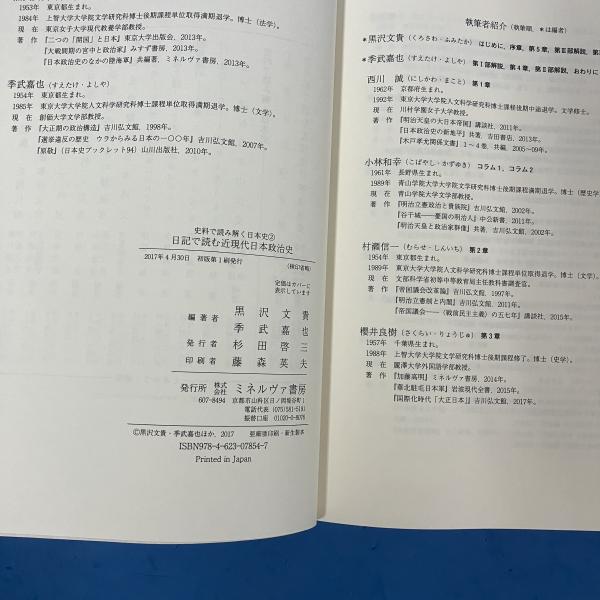 1953年 東京都生まれ。
1984年 上智大学大学院文学研究科博士後期課程単位取得満期退学。博士(法学)。
現在 東京女子大学現代教養学部教授。
著作 『二つの「開国」と日本』東京大学出版会、2013年。
『大戦間期の宮中と政治家』みすず書房、2013年。
『日本政治史のなかの陸海軍』共編著、ミネルヴァ書房、2013年。
季武嘉也(すえたけ・よしや)
1954年 東京都生まれ。
1985年 東京大学大学院人文科学研究科博士課程単位取得満期退学。博士(文学)。
現在 創価大学文学部教授。
著作 『大正期の政治構造』吉川弘文館、1998年。
『選挙違反の歴史 ウラからみる日本の一〇〇年』吉川弘文館、2007年。
『原敬』(日本史ブックレット94)山川出版社、2010年。
史料で読み解く日本史②
日記で読む近現代日本政治史
2017年4月30日 初版第1刷発行
〈検印省略〉
定価はカバーに
表示しています
編著者 黒沢文貴
季武嘉也
発行者 杉田啓三
印刷者 藤森英夫
発行所 株式会社 ミネルヴァ書房
607-8494 京都市山科区日ノ岡堤谷町1
電話代表 (075)581-5191
振替口座 01020-0-8076
©黒沢文貴・季武嘉也ほか、2017 亜細亜印刷・新生製本
ISBN978-4-623-07854-7
Printed in Japan
執筆者紹介(執筆順、*は編者)
*黒沢文貴(くろさわ・ふみたか) はじめに、序章、第5章、第Ⅲ部解説、第
*季武嘉也(すえたけ・よしや) 第Ⅰ部解説、第4章、第Ⅱ部解説、おわりに
西川 誠(にしかわ・まこと) 第1章
1962年 京都府生まれ。
1992年 東京大学大学院人文科学研究科博士課程後期中途退学。文学修士。
現在 川村学園女子大学教授。
著作 『明治天皇の大日本帝国』講談社、2011年。
『日本政治史の新地平』共著、吉田書店、2013年。
『木戸孝允関係文書』1〜4巻、共編、2005〜09年。
小林和幸(こばやし・かずゆき) コラム1、コラム2
1961年 長野県生まれ。
1989年 青山学院大学大学院文学研究科博士後期課程満期退学。博士(歴史学)
現在 青山学院大学文学部教授。
著作 『明治立憲政治と貴族院』吉川弘文館、2002年。
『谷干城――憂国の明治人』中公新書、2011年。
『明治天皇と政治家群像』共著、吉川弘文館、2002年。
村瀬信一(むらせ・しんいち) 第2章
1954年 東京都生まれ。
1989年 東京大学大学院人文科学研究科博士課程単位取得満期退学。博士(文学)。
現在 文部科学省初等中等教育局主任教科書調査官。
著作 『帝国議会改革論』吉川弘文館、1997年。
『明治立憲制と内閣』吉川弘文館、2011年。
『帝国議会――〈戦前民主主義〉の五七年』講談社、2015年。
櫻井良樹(さくらい・りょうじゅ) 第3章
1957年 千葉県生まれ。
1988年 上智大学大学院文学研究科博士後期課程修了。博士(史学)。
現在 麗澤大学外国語学部教授。
著作 『加藤高明』ミネルヴァ書房、2014年。
『華北駐屯日本軍』岩波現代全書、2015年。
『国際化時代「大正日本」』吉川弘文館、2017年。